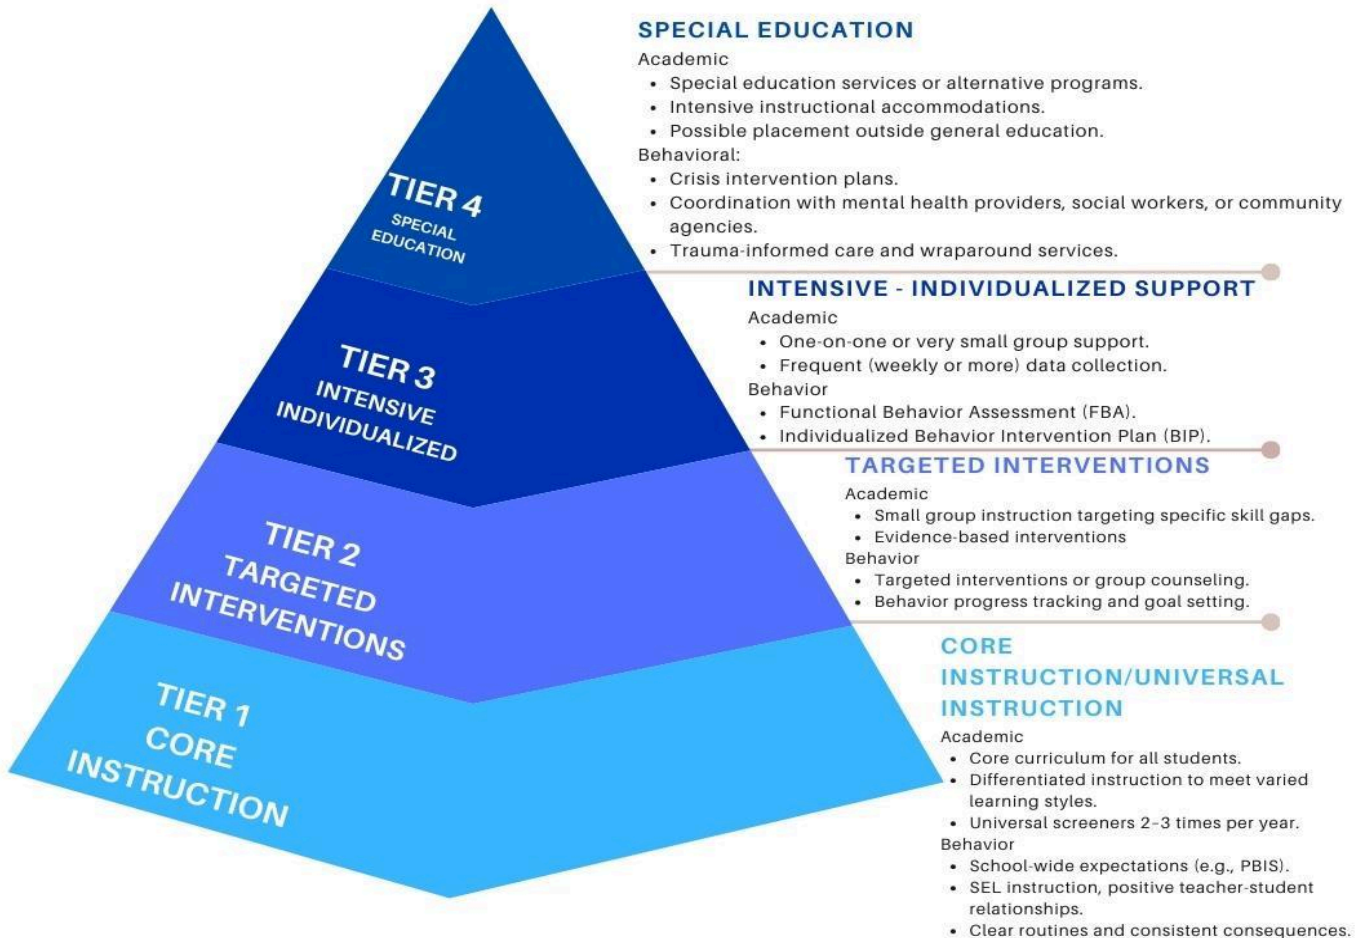 SPECIAL EDUCATION
Academic
• Special education services or alternative programs.
• Intensive instructional accommodations.
• Possible placement outside general education.
Behavioral:
• Crisis intervention plans.
• Coordination with mental health providers, social workers, or community
agencies.
• Trauma-informed care and wraparound services.
TIER 4
SPECIAL
EDUCATION
INTENSIVE - INDIVIDUALIZED SUPPORT
Academic
• One-on-one or very small group support.
• Frequent (weekly or more) data collection.
Behavior
• Functional Behavior Assessment (FBA).
• Individualized Behavior Intervention Plan (BIP).
TIER 3
INTENSIVE
INDIVIDUALIZED
TARGETED INTERVENTIONS
Academic
• Small group instruction targeting specific skill gaps.
• Evidence-based interventions
Behavior
• Targeted interventions or group counseling.
• Behavior progress tracking and goal setting.
TIER 2
TARGETED
INTERVENTIONS
CORE
INSTRUCTION/UNIVERSAL
INSTRUCTION
Academic
• Core curriculum for all students.
• Differentiated instruction to meet varied
learning styles.
• Universal screeners 2–3 times per year.
Behavior
• School-wide expectations (e.g., PBIS).
• SEL instruction, positive teacher-student
relationships.
• Clear routines and consistent consequences.
TIER 1
CORE
INSTRUCTION